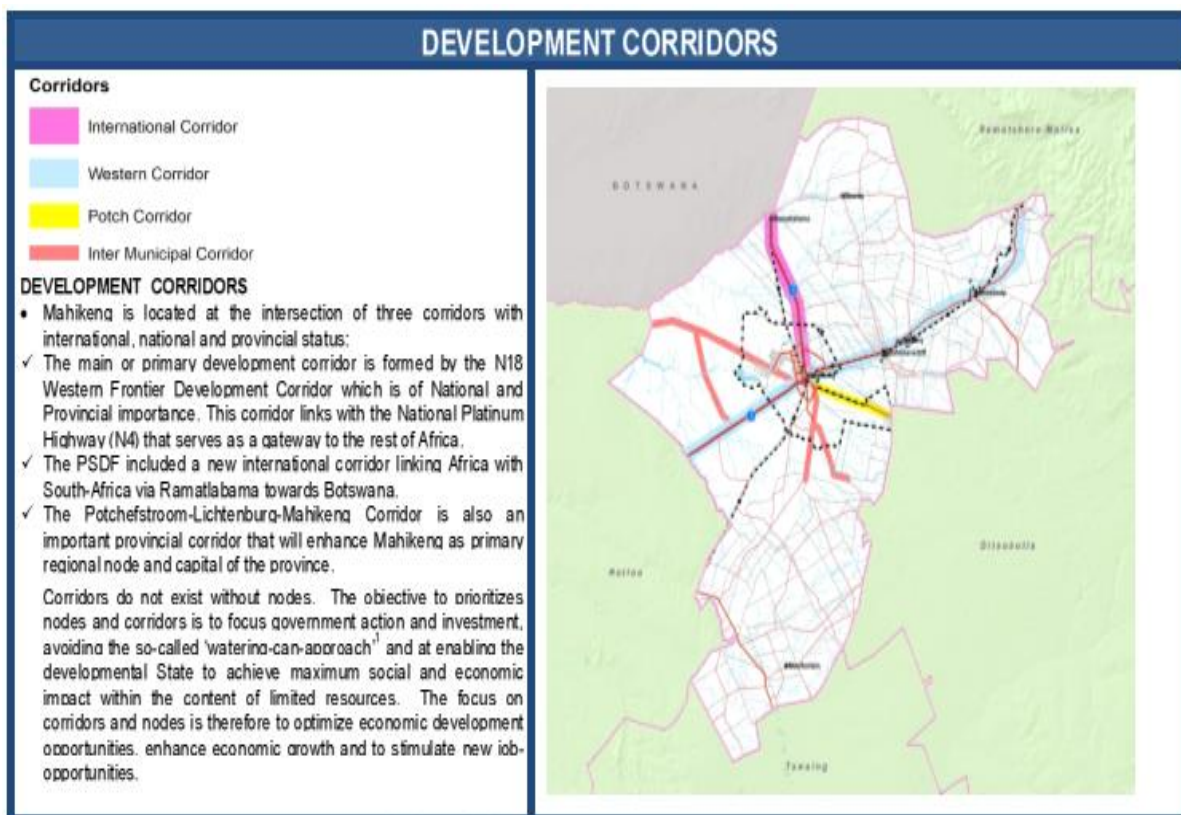 DEVELOPMENT CORRIDORS
Corridors
International Corridor
Western Corridor
Potch Corridor
Inter Municipal Corridor
DEVELOPMENT CORRIDORS
• Mahikeng is located at the intersection of three corridors with
international, national and provincial status:
✓ The main or primary development corridor is formed by the N18
Western Frontier Development Corridor which is of National and
Provincial importance. This corridor links with the National Platinum
Highway (N4) that serves as a gateway to the rest of Africa.
✓ The PSDF included a new international corridor linking Africa with
South-Africa via Ramatlabama towards Botswana.
✓ The Potchefstroom-Lichtenburg-Mahikeng Corridor is also an
important provincial corridor that will enhance Mahikeng as primary
regional node and capital of the province.
Corridors do not exist without nodes. The objective to prioritizes
nodes and corridors is to focus government action and investment,
avoiding the so-called 'watering-can-approach'1 and at enabling the
developmental State to achieve maximum social and economic
impact within the content of limited resources. The focus on
corridors and nodes is therefore to optimize economic development
opportunities, enhance economic growth and to stimulate new job-
opportunities.
Ramotshere Moiloa
BOTSWANA
Ditsobotla
Ratlou
Tswaing